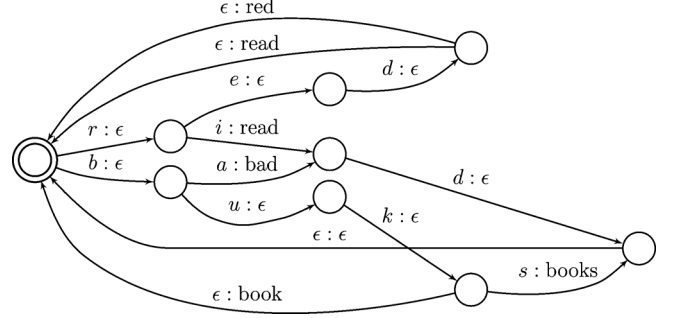 ϵ : red
ϵ : read
e : ϵ
d : ϵ
r : ϵ
i : read
b : ϵ
a : bad
d : ϵ
u : ϵ
k : ϵ
ϵ : ϵ
s : books
ϵ : book